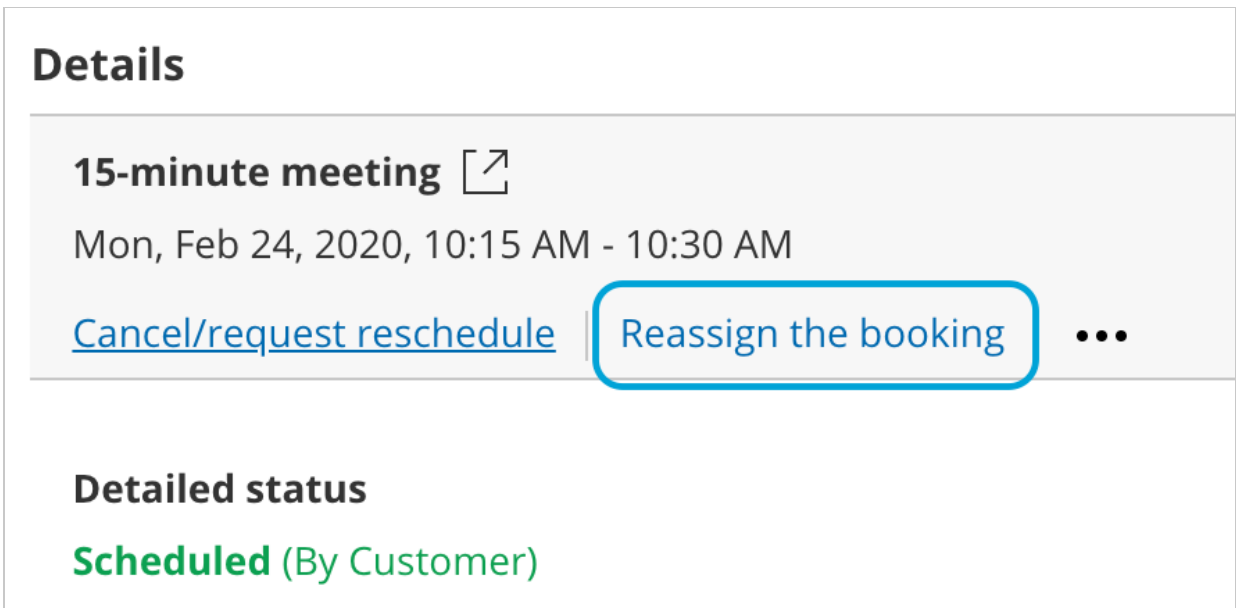 Details
15-minute meeting
Mon, Feb 24, 2020, 10:15 AM - 10:30 AM
Cancel/request reschedule Reassign the booking •••
Detailed status
Scheduled (By Customer)